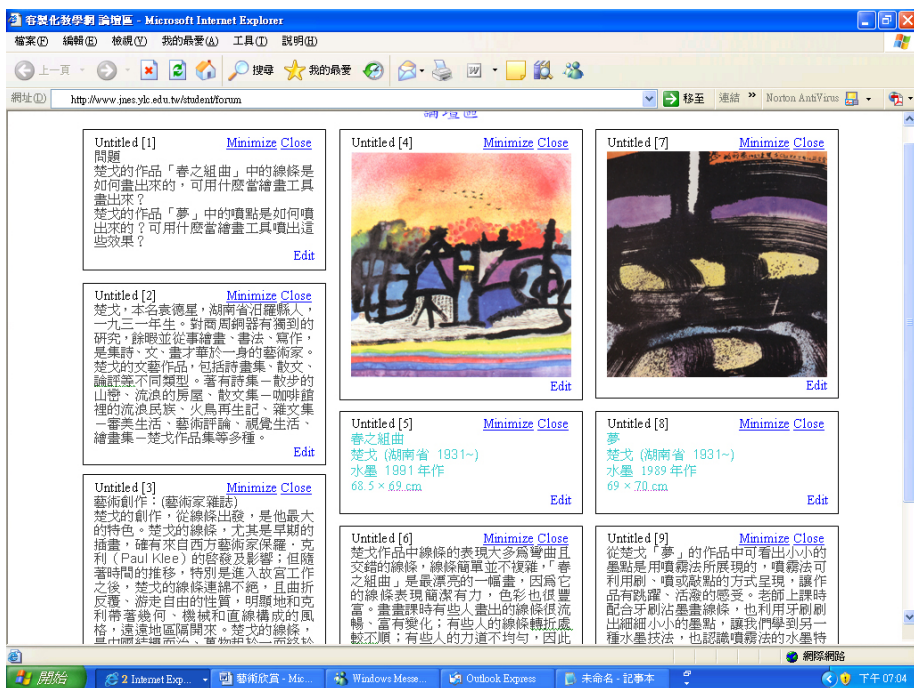 客製化教學網 論壇區 - Microsoft Internet Explorer
檔案(F) 編輯(E) 檢視(V) 我的最愛(A) 工具(T) 說明(H)
上一頁 搜尋 我的最愛
網址(D) http://www.jnes.ylc.edu.tw/student/forum 移至 連結 » Norton AntiVirus
論壇區
Untitled [1] Minimize Close
問題
楚戈的作品「春之組曲」中的線條是
如何畫出來的，可用什麼當繪畫工具
畫出來？
楚戈的作品「夢」中的噴點是如何噴
出來的？可用什麼當繪畫工具噴出這
些效果？
Edit
Untitled [2] Minimize Close
楚戈，本名袁德星，湖南省汨羅縣人，
一九三一年生。對商周銅器有獨到的
研究，餘暇並從事繪畫、書法、寫作，
是集詩、文、畫才華於一身的藝術家。
楚戈的文藝作品，包括詩畫集、散文、
論評等不同類型。著有詩集－散步的
山巒、流浪的房屋、散文集－咖啡館
裡的流浪民族、火鳥再生記、雜文集
－審美生活、藝術評論、視覺生活、
繪畫集－楚戈作品集等多種。
Edit
Untitled [3] Minimize Close
藝術創作：(藝術家雜誌)
楚戈的創作，從線條出發，是他最大
的特色。楚戈的線條，尤其是早期的
插畫，確有來自西方藝術家保羅．克
利（Paul Klee）的啓發及影響；但隨
著時間的推移，特別是進入故宮工作
之後，楚戈的線條連綿不絕，且曲折
反覆、游走自由的性質，明顯地和克
利帶著幾何、機械和直線構成的風
格，遠遠地區隔開來。楚戈的線條，
Untitled [4] Minimize Close
Edit
Untitled [5] Minimize Close
春之組曲
楚戈 (湖南省 1931~)
水墨 1991 年作
68.5 × 69 cm
Edit
Untitled [6] Minimize Close
楚戈作品中線條的表現大多爲彎曲且
交錯的線條，線條簡單並不複雜，「春
之組曲」是最漂亮的一幅畫，因爲它
的線條表現簡潔有力，色彩也很豐
富。畫畫課時有些人畫出的線條很流
暢、富有變化；有些人的線條轉折處
較不順；有些人的力道不均勻，因此
Untitled [7] Minimize Close
Edit
Untitled [8] Minimize Close
夢
楚戈 (湖南省 1931~)
水墨 1989 年作
69 × 70 cm
Edit
Untitled [9] Minimize Close
從楚戈「夢」的作品中可看出小小的
墨點是用噴霧法所展現的，噴霧法可
利用刷、噴或敲點的方式呈現，讓作
品有跳躍、活潑的感受。老師上課時
配合牙刷沾墨畫線條，也利用牙刷刷
出細細小小的墨點，讓我們學到另一
種水墨技法，也認識噴霧法的水墨特
網際網路
開始 2 Internet Exp... 藝術欣賞 - Mic... Windows Messe... Outlook Express 未命名 - 記事本 下午 07:04